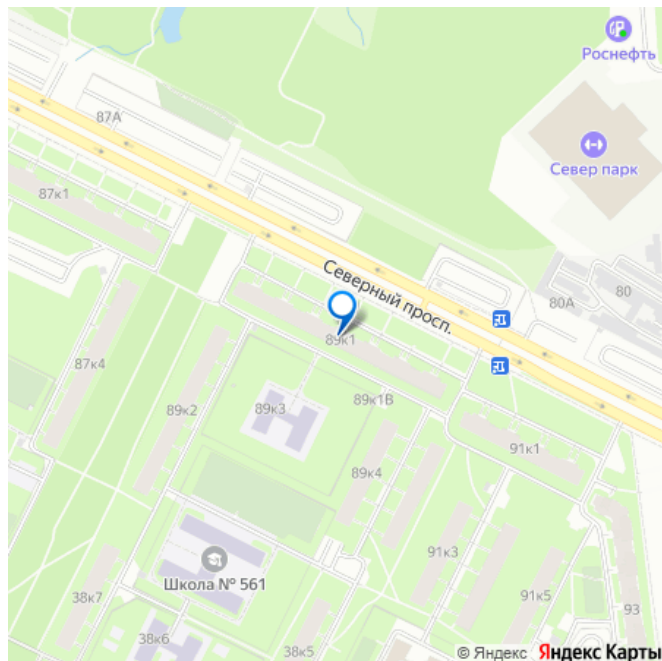 Роснефть
87А
Север парк
87к1
Северный просп.
80А
80
89к1
87к4
89к2
89к3
89к1В
91к1
89к4
91к3
Школа № 561
91к5
38к7
93
38к6
38к5
© Яндекс Яндекс Карты